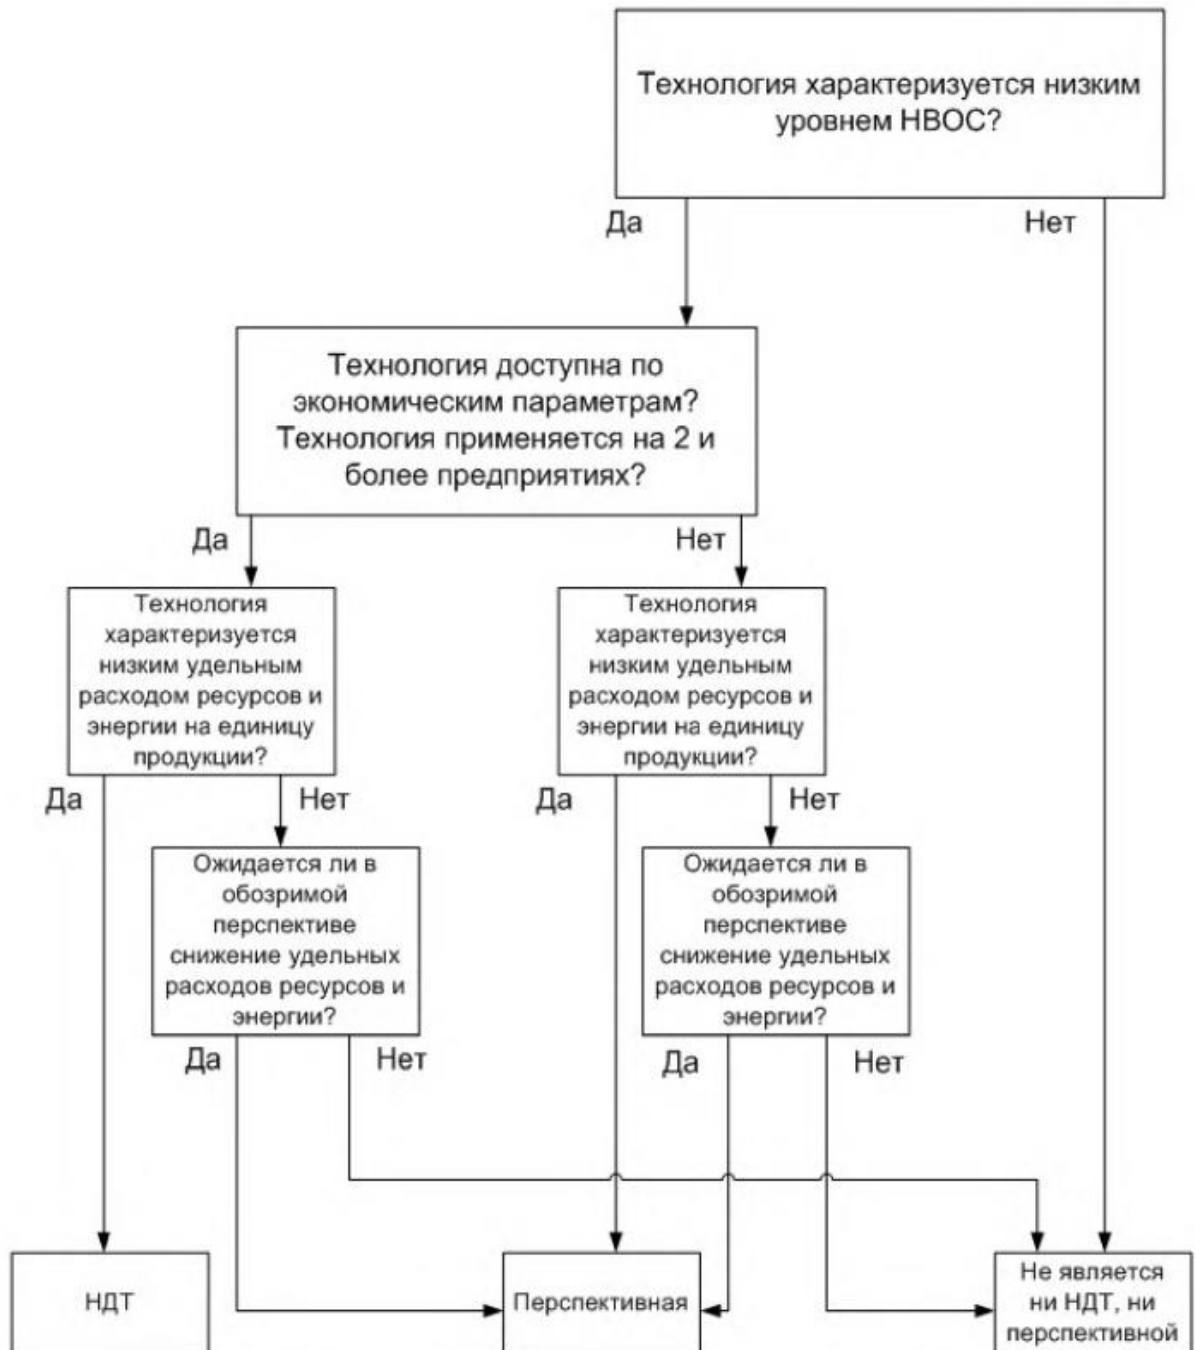 Технология характеризуется низким
уровнем НВОС?
Да
Нет
Технология доступна по
экономическим параметрам?
Технология применяется на 2 и
более предприятиях?
Да
Нет
Технология
характеризуется
низким удельным
расходом ресурсов и
энергии на единицу
продукции?
Технология
характеризуется
низким удельным
расходом ресурсов и
энергии на единицу
продукции?
Да
Нет
Да
Нет
Ожидается ли в
обозримой
перспективе
снижение удельных
расходов ресурсов и
энергии?
Ожидается ли в
обозримой
перспективе
снижение удельных
расходов ресурсов и
энергии?
Да
Нет
Да
Нет
НДТ
Перспективная
Не является
ни НДТ, ни
перспективной